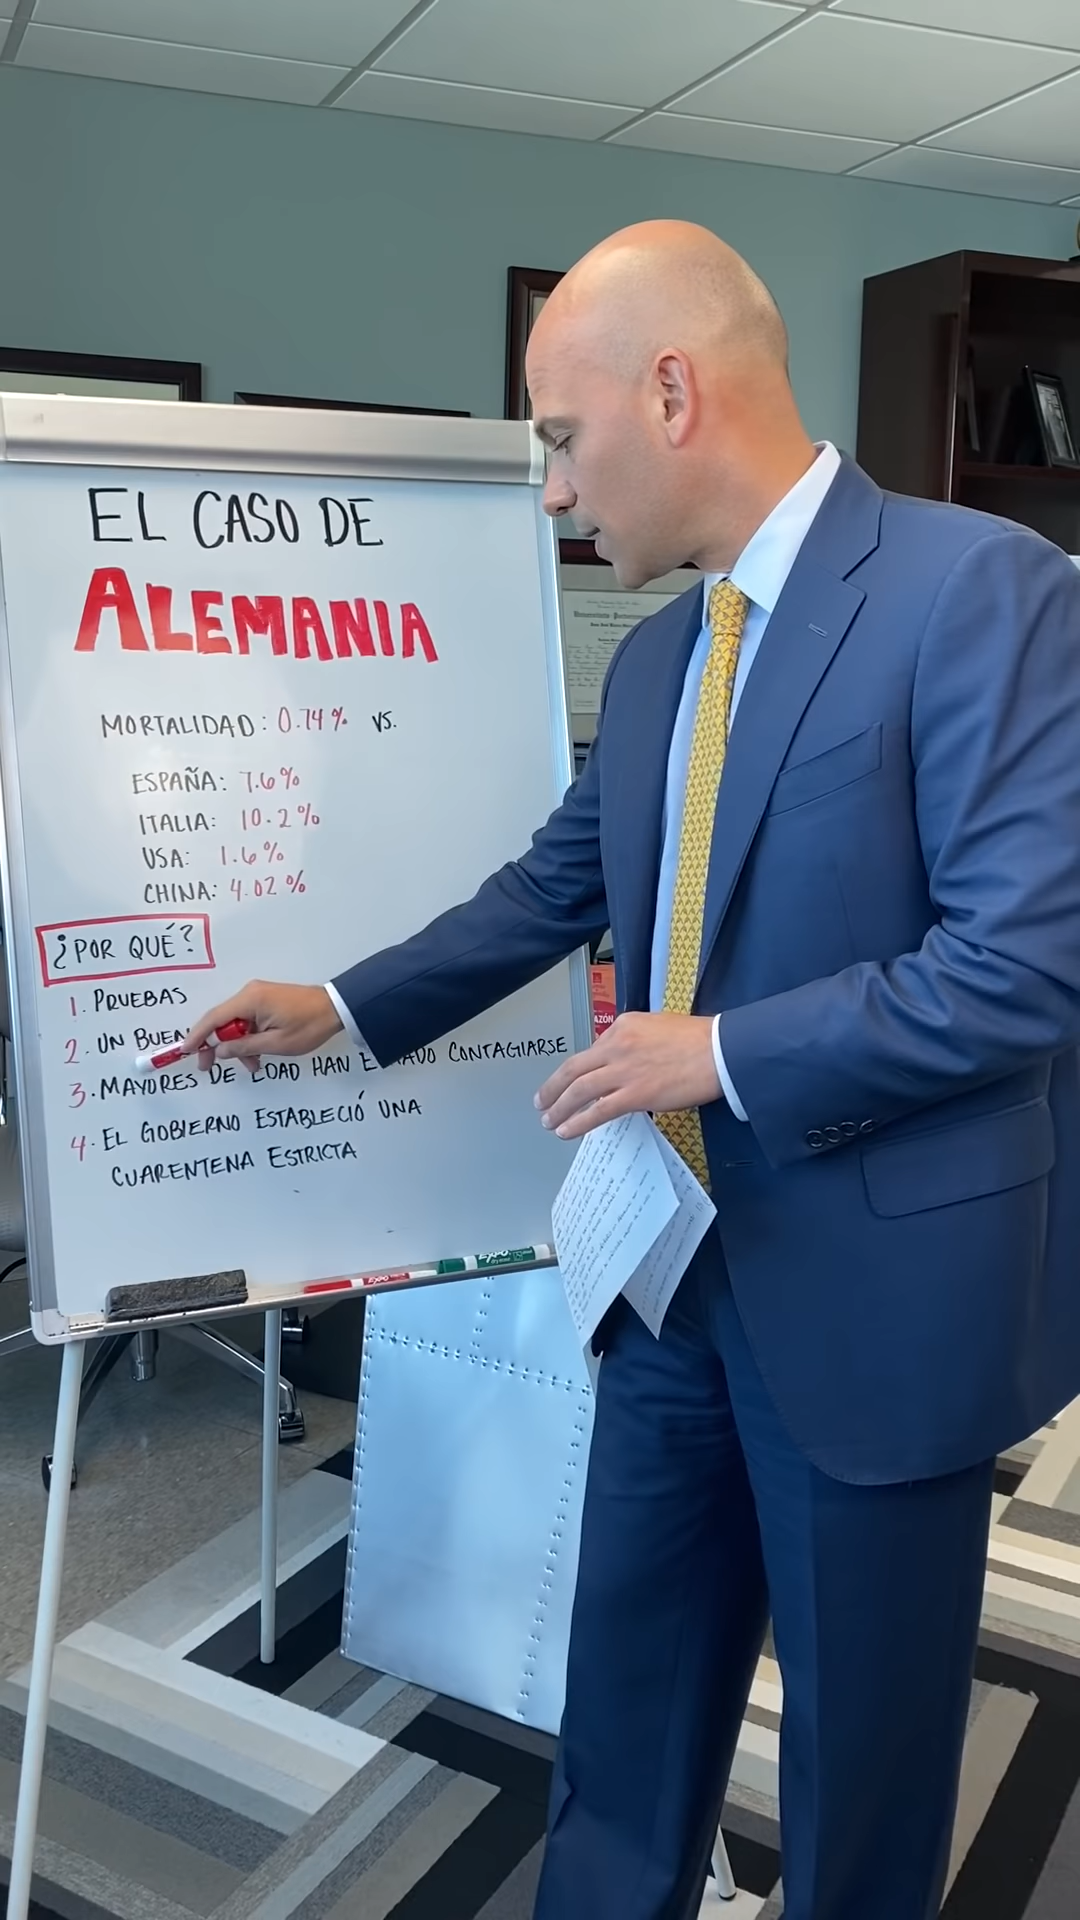 EL CASO DE
ALEMANIA
MORTALIDAD: 0.74% VS.
ESPAÑA: 7.6%
ITALIA: 10.2%
USA: 1.6%
CHINA: 4.02%
¿POR QUÉ?
1. PRUEBAS
2. UN BUEN
3. MAYORES DE EDAD HAN CONTAGIARSE
4. EL GOBIERNO ESTABLECIÓ UNA
CUARENTENA ESTRICTA
EXPO
EXPO